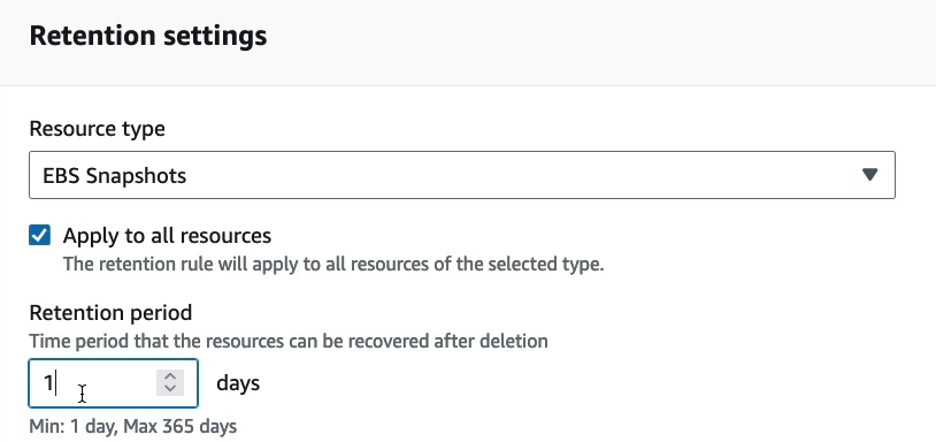 Retention settings
Resource type
EBS Snapshots
Apply to all resources
The retention rule will apply to all resources of the selected type.
Retention period
Time period that the resources can be recovered after deletion
1 days
Min: 1 day, Max 365 days